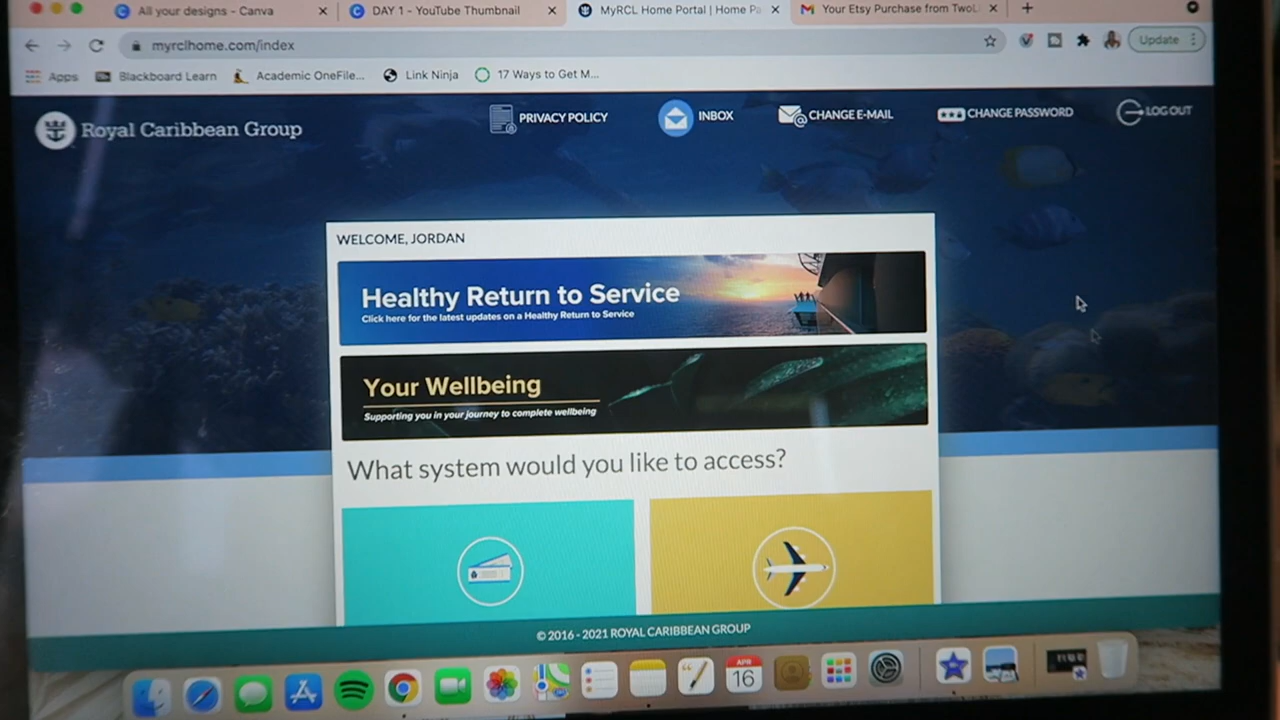 All your designs - Canva
DAY 1 - YouTube Thumbnail
MyRCL Home Portal | Home Pa
Your Etsy Purchase from TwoL
myrclhome.com/index
Update
Apps
Blackboard Learn
Academic OneFile...
Link Ninja
17 Ways to Get M...
Royal Caribbean Group
PRIVACY POLICY
INBOX
CHANGE E-MAIL
CHANGE PASSWORD
LOG OUT
WELCOME, JORDAN
Healthy Return to Service
Click here for the latest updates on a Healthy Return to Service
Your Wellbeing
Supporting you in your journey to complete wellbeing
What system would you like to access?
© 2016 - 2021 ROYAL CARIBBEAN GROUP
APR
16